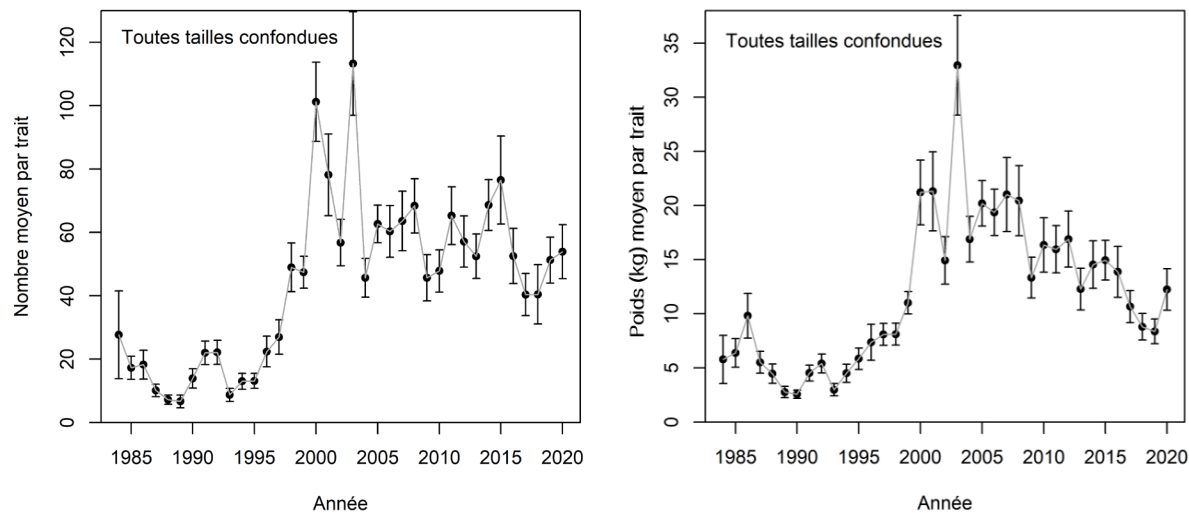 Toutes tailles confondues
Nombre moyen par trait
0
20
40
60
80
100
120
1985 1990 1995 2000 2005 2010 2015 2020
Année
Toutes tailles confondues
Poids (kg) moyen par trait
0
5
10
15
20
25
30
35
1985 1990 1995 2000 2005 2010 2015 2020
Année